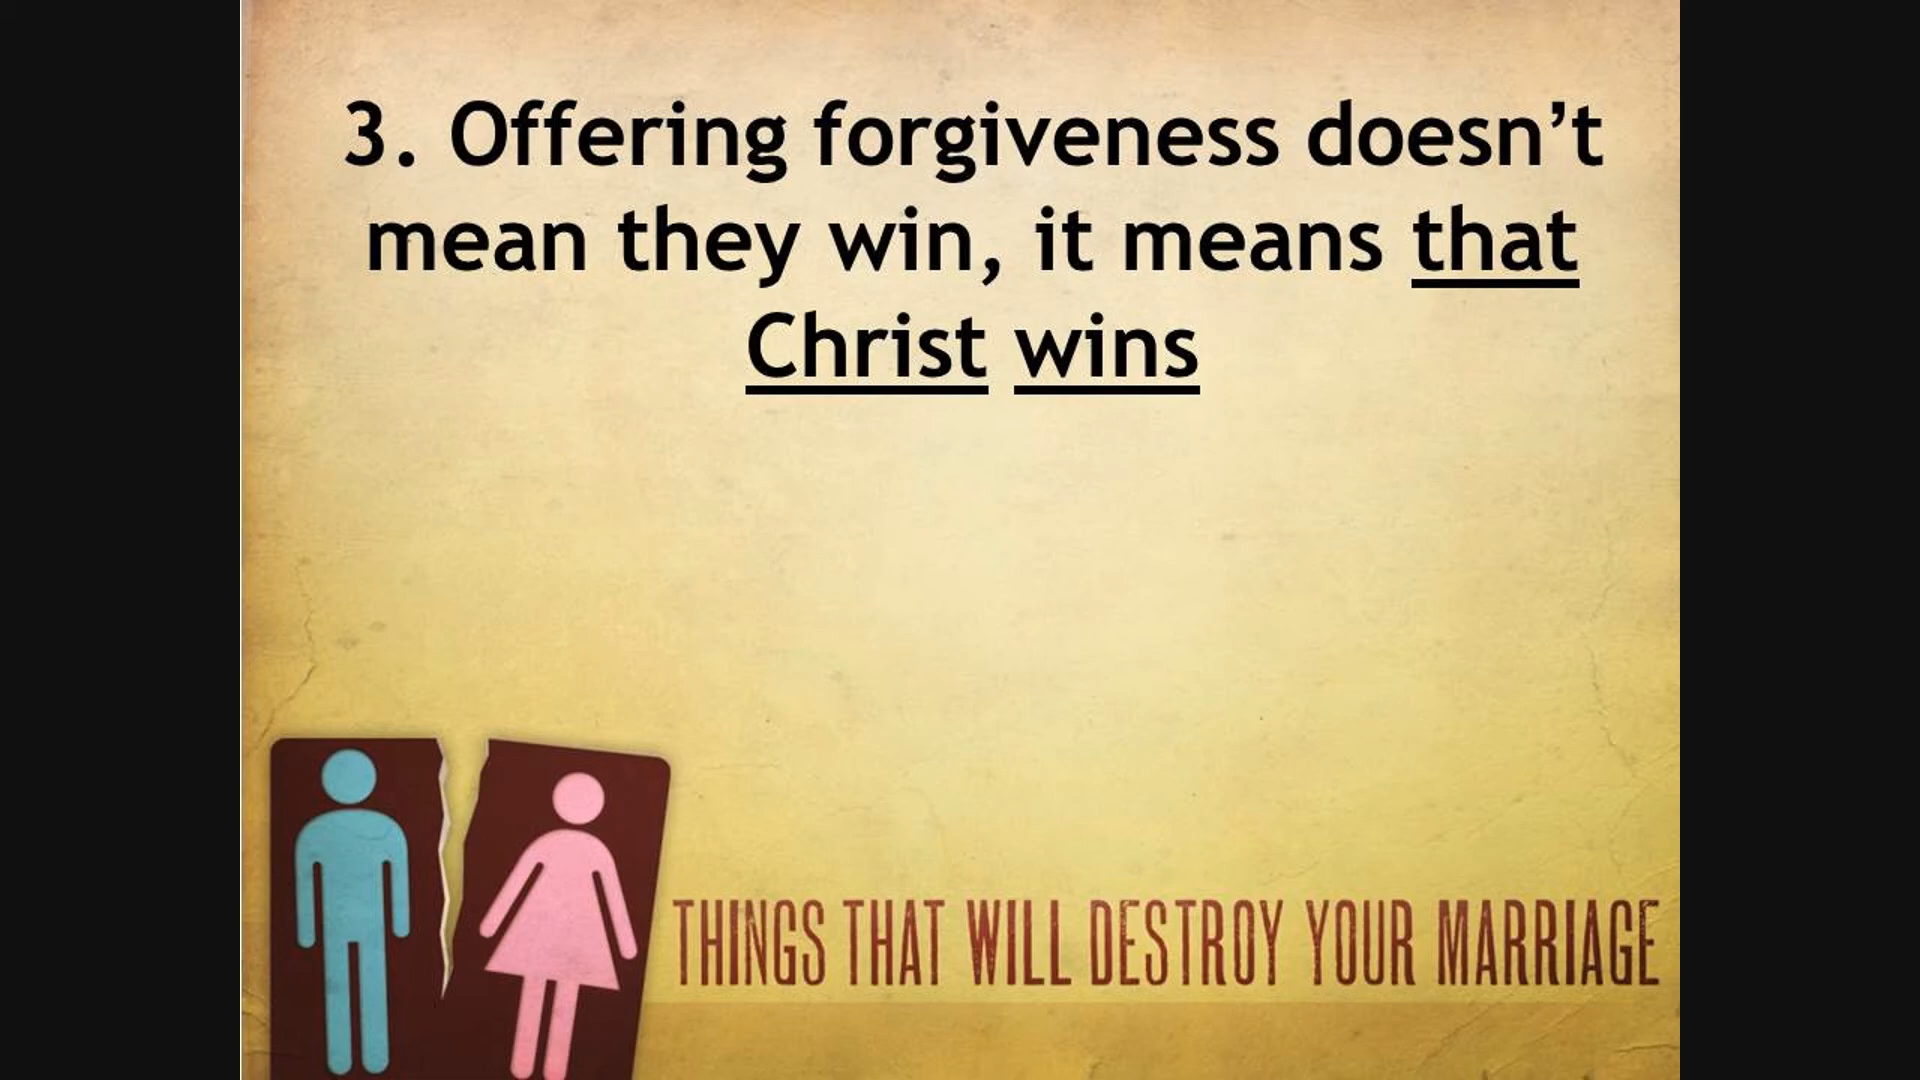 3. Offering forgiveness doesn’t
mean they win, it means that
Christ wins
THINGS THAT WILL DESTROY YOUR MARRIAGE